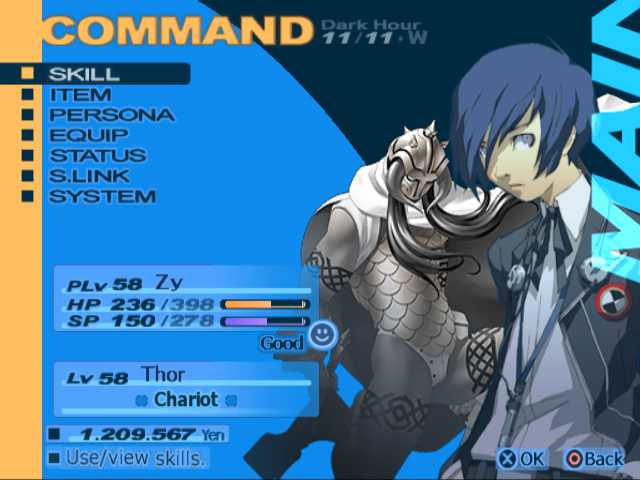 COMMAND
Dark Hour
11/11·W
SKILL
ITEM
PERSONA
EQUIP
STATUS
S.LINK
SYSTEM
MAIN
PLv 58 Zy
HP 236/398
SP 150/278
Good
Lv 58 Thor
Chariot
1.209.567 Yen
Use/view skills.
OK Back